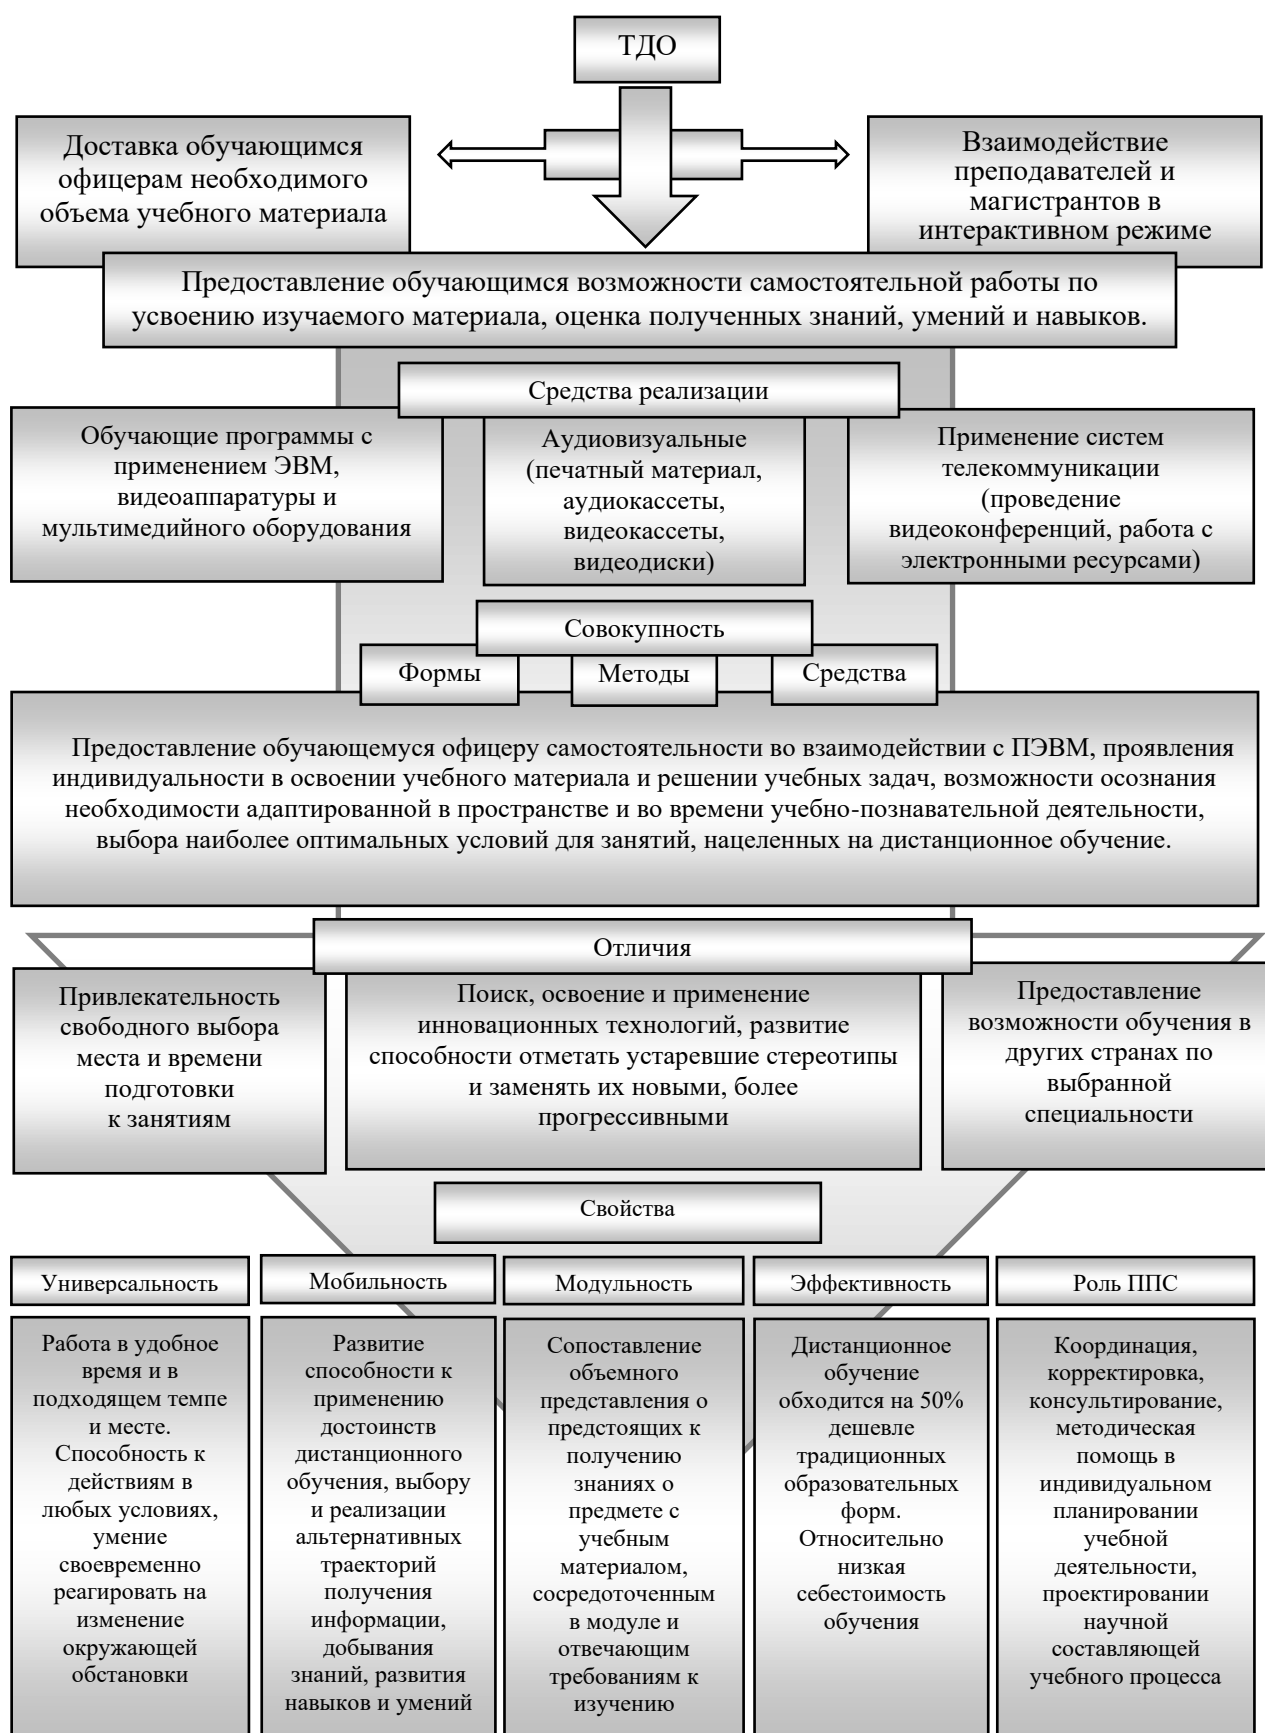 ТДО
Доставка обучающимся
офицерам необходимого
объема учебного материала
Взаимодействие
преподавателей и
магистрантов в
интерактивном режиме
Предоставление обучающимся возможности самостоятельной работы по
усвоению изучаемого материала, оценка полученных знаний, умений и навыков.
Средства реализации
Обучающие программы с
применением ЭВМ,
видеоаппаратуры и
мультимедийного оборудования
Аудиовизуальные
(печатный материал,
аудиокассеты,
видеокассеты,
видеодиски)
Применение систем
телекоммуникации
(проведение
видеоконференций, работа с
электронными ресурсами)
Совокупность
Формы
Методы
Средства
Предоставление обучающемуся офицеру самостоятельности во взаимодействии с ПЭВМ, проявления
индивидуальности в освоении учебного материала и решении учебных задач, возможности осознания
необходимости адаптированной в пространстве и во времени учебно-познавательной деятельности,
выбора наиболее оптимальных условий для занятий, нацеленных на дистанционное обучение.
Отличия
Привлекательность
свободного выбора
места и времени
подготовки
к занятиям
Поиск, освоение и применение
инновационных технологий, развитие
способности отметать устаревшие стереотипы
и заменять их новыми, более
прогрессивными
Предоставление
возможности обучения в
других странах по
выбранной
специальности
Свойства
Универсальность
Мобильность
Модульность
Эффективность
Роль ППС
Работа в удобное
время и в
подходящем темпе
и месте.
Способность к
действиям в
любых условиях,
умение
своевременно
реагировать на
изменение
окружающей
обстановки
Развитие
способности к
применению
достоинств
дистанционного
обучения, выбору
и реализации
альтернативных
траекторий
получения
информации,
добывания
знаний, развития
навыков и умений
Сопоставление
объемного
представления о
предстоящих к
получению
знаниях о
предмете с
учебным
материалом,
сосредоточенным
в модуле и
отвечающим
требованиям к
изучению
Дистанционное
обучение
обходится на 50%
дешевле
традиционных
образовательных
форм.
Относительно
низкая
себестоимость
обучения
Координация,
корректировка,
консультирование,
методическая
помощь в
индивидуальном
планировании
учебной
деятельности,
проектировании
научной
составляющей
учебного процесса